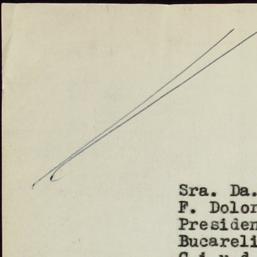 Sra. Da.
F. Dolor
Presiden
Bucareli
C i u d